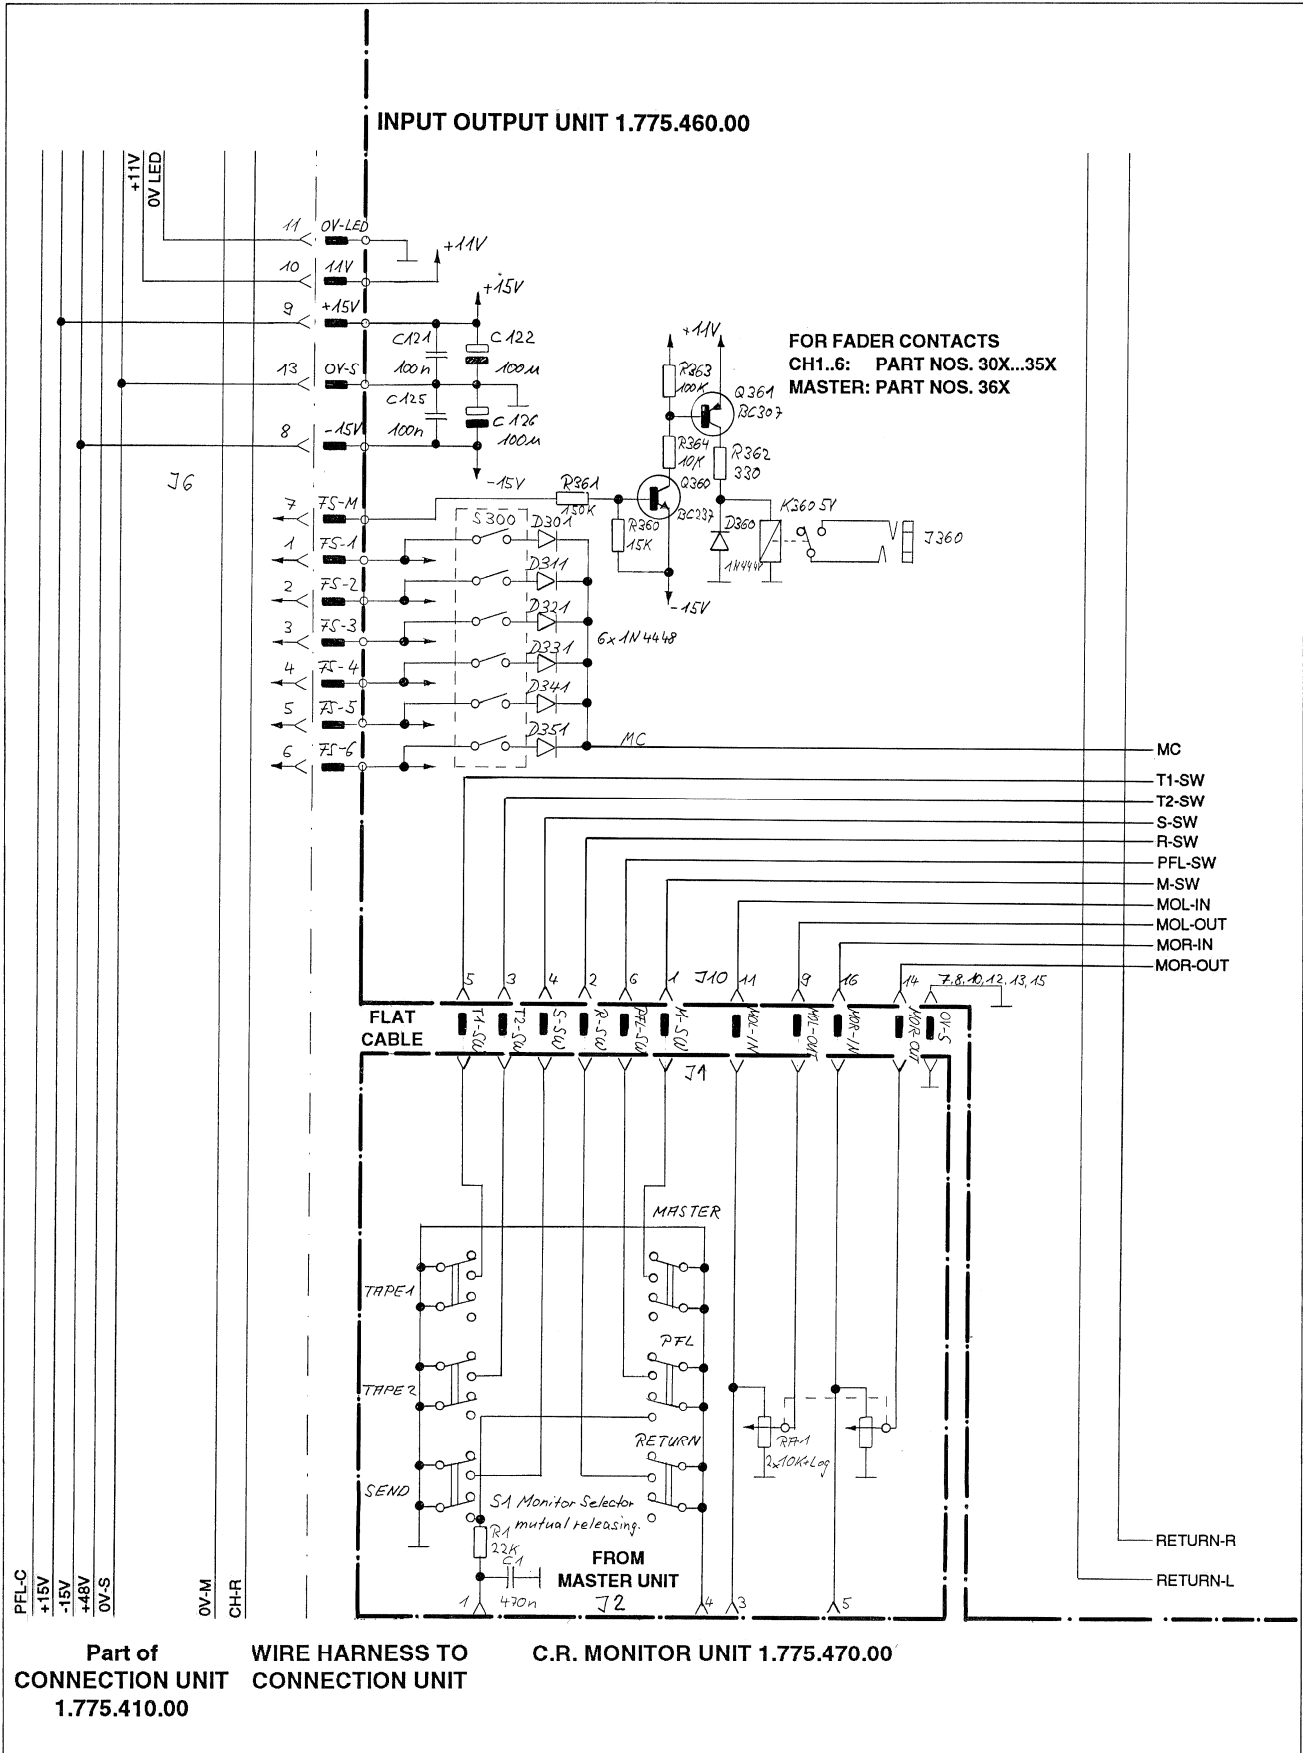 INPUT OUTPUT UNIT 1.775.460.00
+11V
0V LED
11 0V-LED
+11V
10 11V
+15V
9 +15V
C121
100n
C122
100µ
13 0V-S
C125
100n
C126
100µ
8 -15V
-15V
J6
+11V
R363
100K
Q361
BC307
FOR FADER CONTACTS
CH1..6: PART NOS. 30X...35X
MASTER: PART NOS. 36X
R364
10K
R362
330
Q360
BC237
R361
150K
R360
15K
D360
1N4448
K360 5V
J360
-15V
7 FS-M
S300
D301
1 FS-1
D311
2 FS-2
D321
3 FS-3
6x1N4448
D331
4 FS-4
D341
5 FS-5
D351
6 FS-6
MC
MC
T1-SW
T2-SW
S-SW
R-SW
PFL-SW
M-SW
MOL-IN
MOL-OUT
MOR-IN
MOR-OUT
5 3 4 2 6 1 J10 11 9 16 14 7,8,10,12,13,15
FLAT
CABLE
T1-SW
T2-SW
S-SW
R-SW
PFL-SW
M-SW
MOL-IN
MOL-OUT
MOR-IN
MOR-OUT
0V-S
J1
MASTER
TAPE1
PFL
TAPE2
RETURN
RA1
2x10K+Log
SEND
S1 Monitor Selector
mutual releasing.
R1
22K
C1
470n
FROM
MASTER UNIT
J2
1 4 3 5
RETURN-R
RETURN-L
PFL-C
+15V
-15V
+48V
0V-S
0V-M
CH-R
Part of
CONNECTION UNIT
1.775.410.00
WIRE HARNESS TO
CONNECTION UNIT
C.R. MONITOR UNIT 1.775.470.00